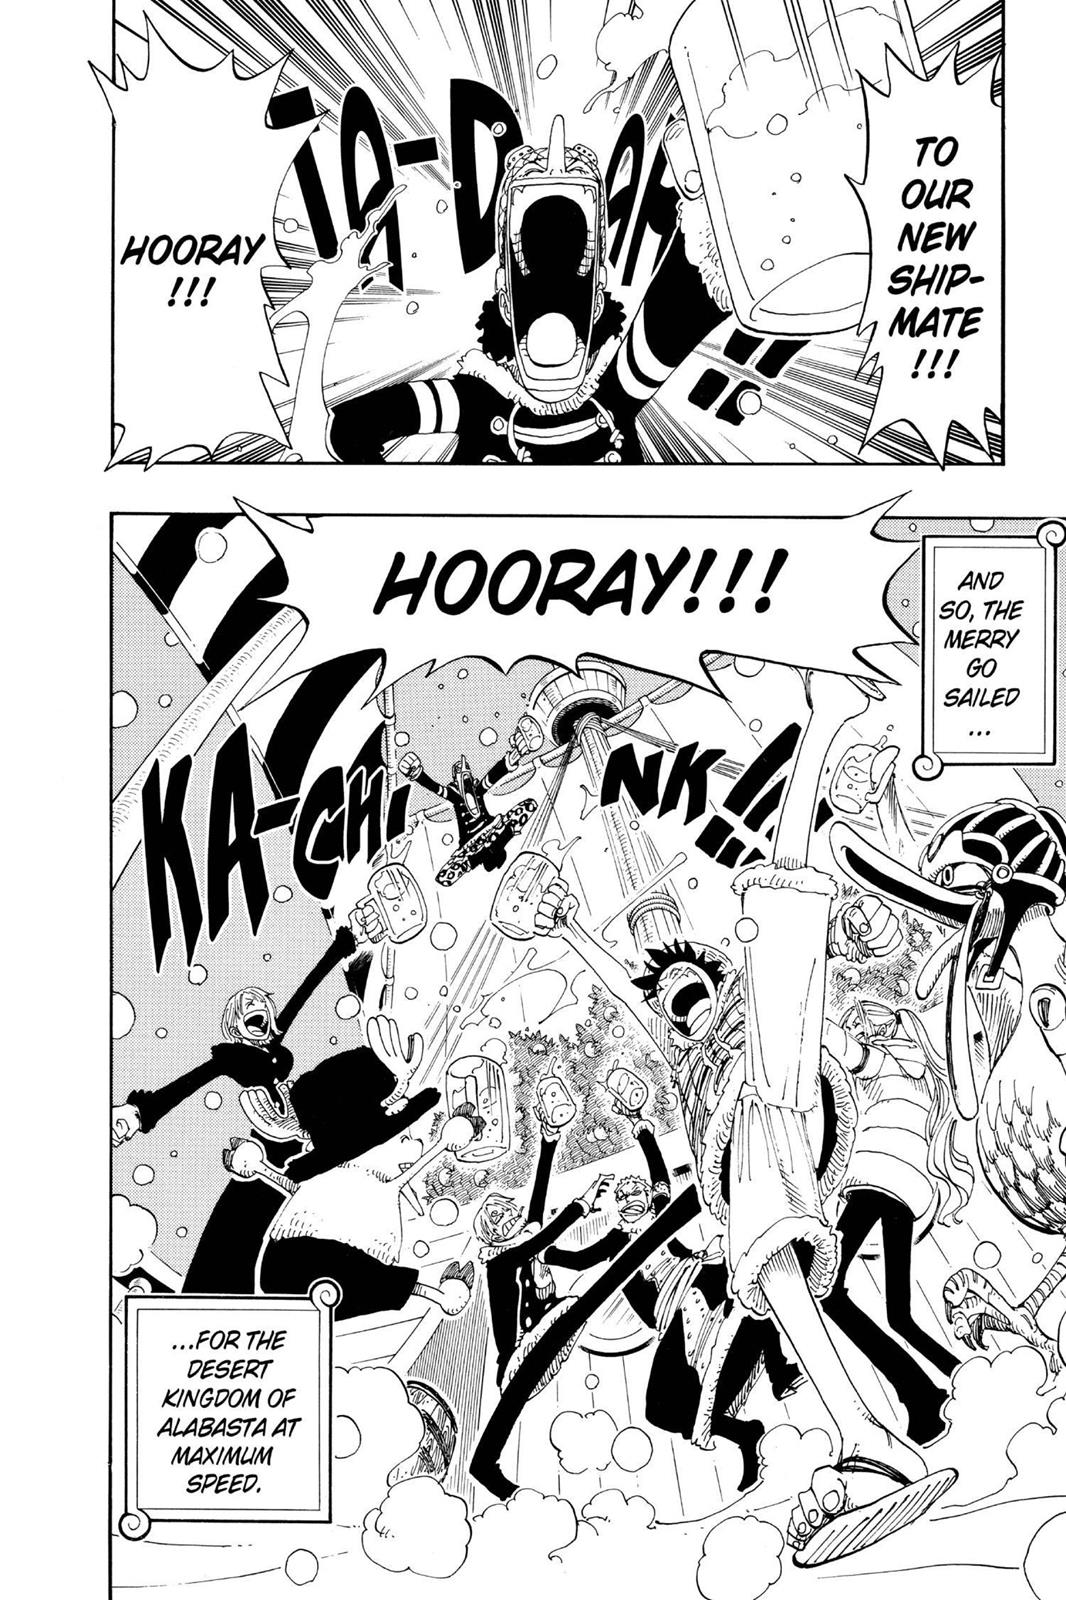 TO
OUR
NEW
SHIP-
MATE
!!!
TA-DAH!!
HOORAY
!!!
HOORAY!!!
AND
SO, THE
MERRY
GO
SAILED
...
KA-CHINK!!
...FOR THE
DESERT
KINGDOM OF
ALABASTA AT
MAXIMUM
SPEED.